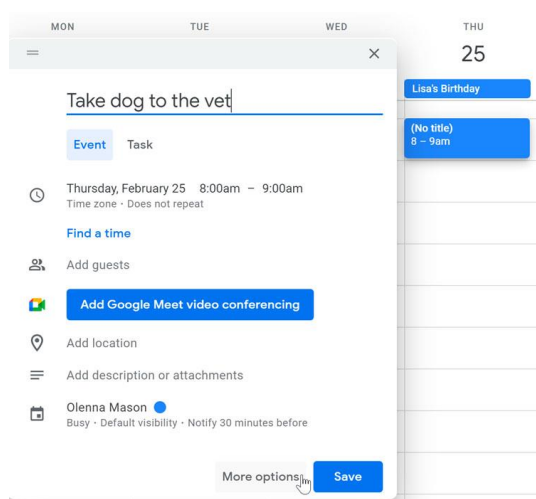 MON TUE WED THU
25
Take dog to the vet
Lisa's Birthday
(No title)
8 – 9am
Event Task
Thursday, February 25 8:00am – 9:00am
Time zone · Does not repeat
Find a time
Add guests
Add Google Meet video conferencing
Add location
Add description or attachments
Olenna Mason
Busy · Default visibility · Notify 30 minutes before
More options Save